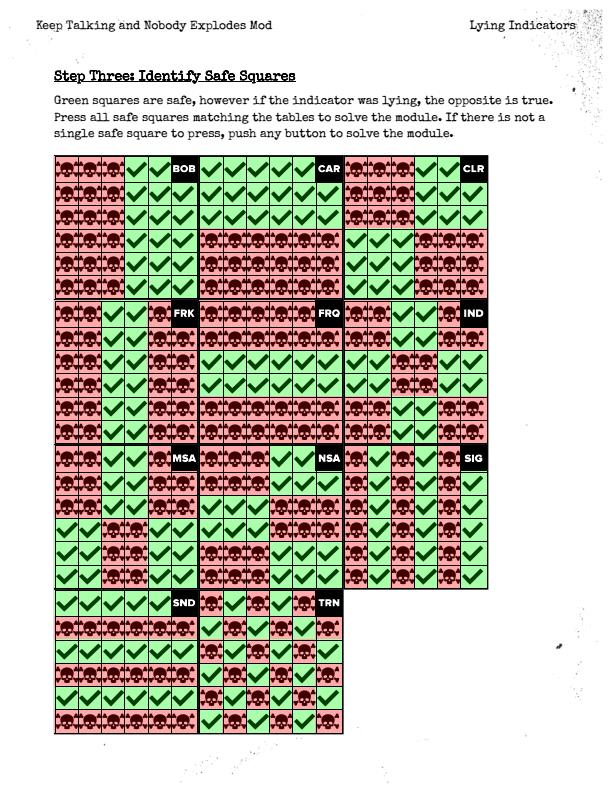 Keep Talking and Nobody Explodes Mod
Lying Indicators
Step Three: Identify Safe Squares
Green squares are safe, however if the indicator was lying, the opposite is true.
Press all safe squares matching the tables to solve the module. If there is not a
single safe square to press, push any button to solve the module.
BOB
CAR
CLR
FRK
FRQ
IND
MSA
NSA
SIG
SND
TRN